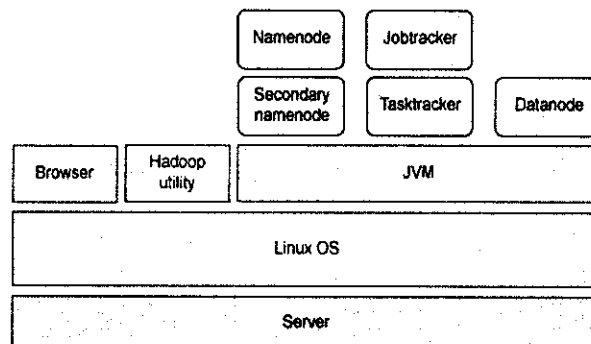 Namenode
Jobtracker
Secondary
namenode
Tasktracker
Datanode
Browser
Hadoop
utility
JVM
Linux OS
Server